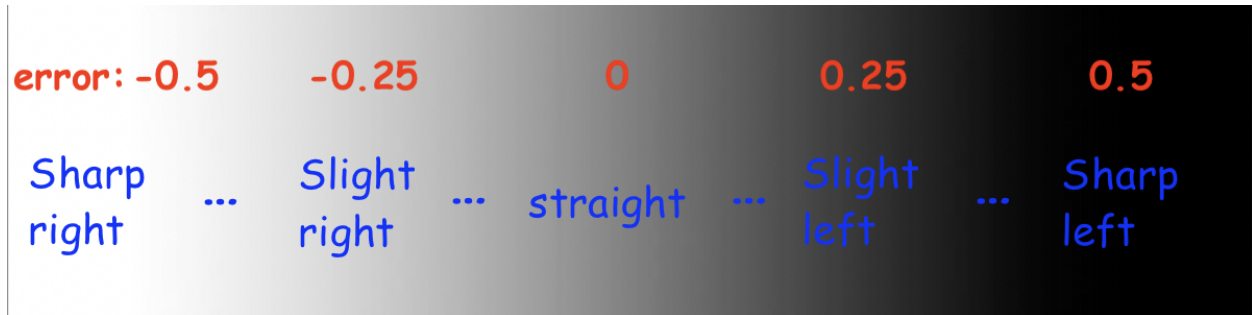 error: -0.5 -0.25 0 0.25 0.5
Sharp ... Slight ... straight ... Slight ... Sharp
right right left left